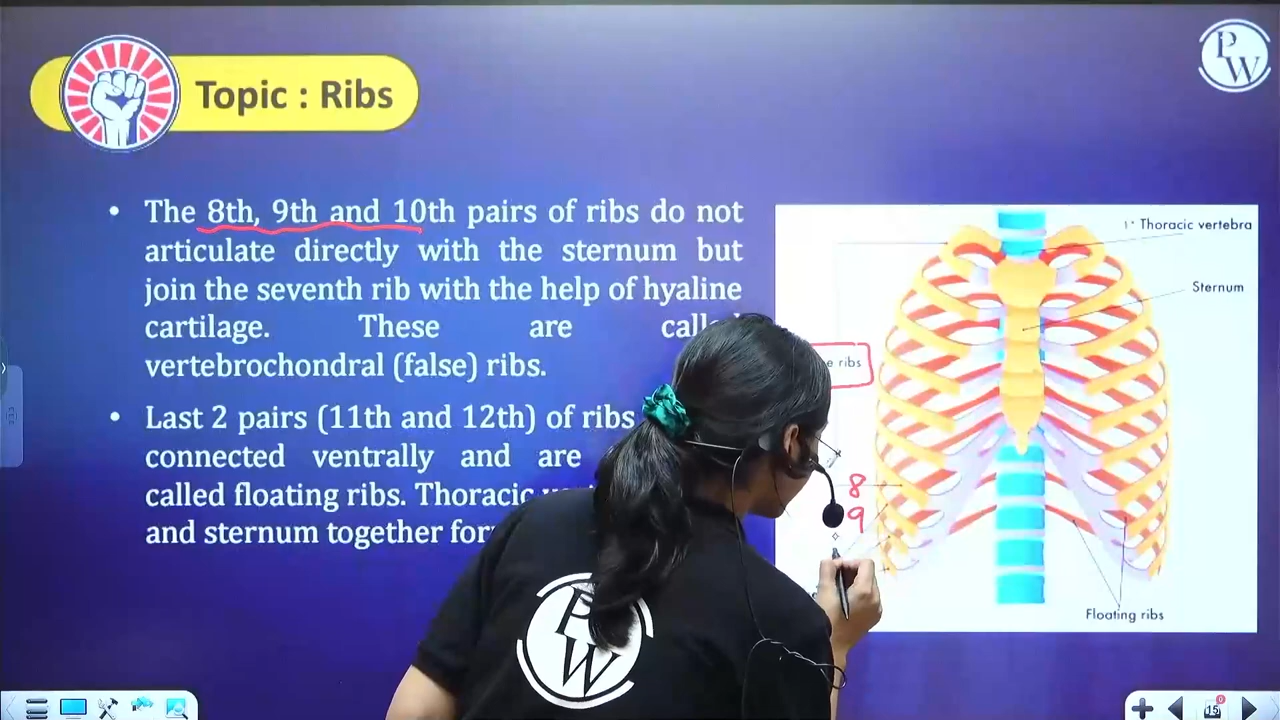 Topic : Ribs
PW
• The 8th, 9th and 10th pairs of ribs do not
articulate directly with the sternum but
join the seventh rib with the help of hyaline
cartilage. These are
vertebrochondral (false) ribs.
• Last 2 pairs (11th and 12th) of ribs
connected ventrally and are
called floating ribs. Thoracic
and sternum together
Thoracic vertebra
Sternum
ribs
8
9
Floating ribs
PW
15